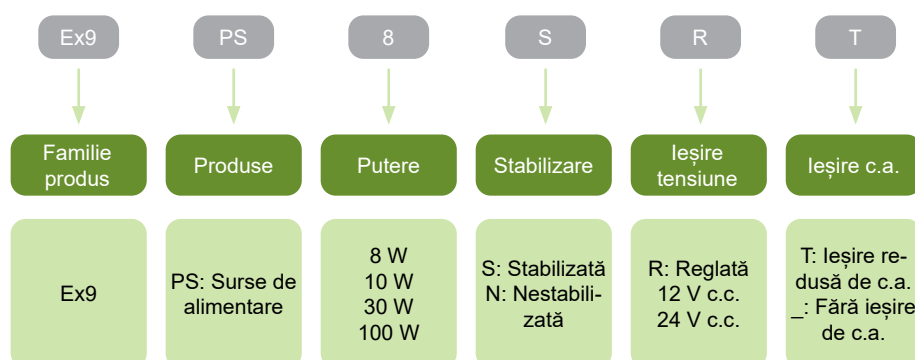 Ex9
PS
8
S
R
T
Familie
produs
Produse
Putere
Stabilizare
Ieșire
tensiune
Ieșire c.a.
Ex9
PS: Surse de
alimentare
8 W
10 W
30 W
100 W
S: Stabilizată
N: Nestabili-
zată
R: Reglată
12 V c.c.
24 V c.c.
T: Ieșire re-
dusă de c.a.
_: Fără ieșire
de c.a.